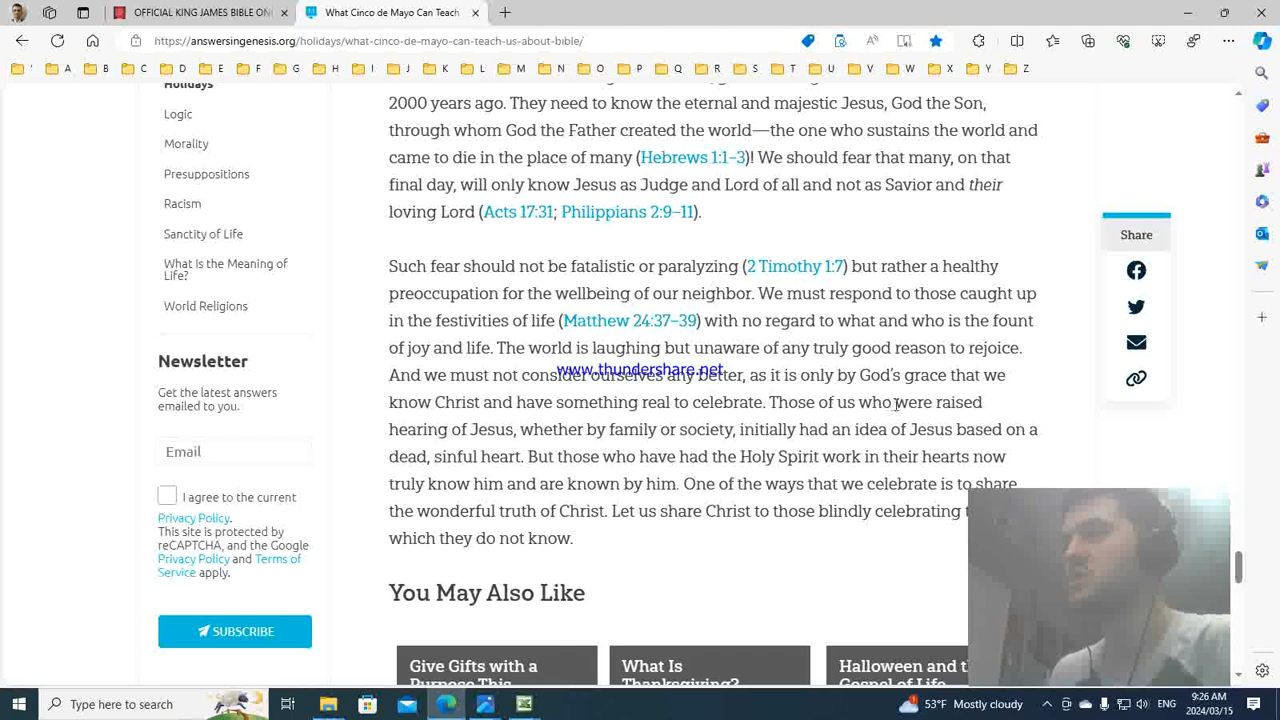 OFFICIAL KING JAMES BIBLE ONL
What Cinco de Mayo Can Teach
https://answersingenesis.org/holidays/what-cinco-de-mayo-can-teach-us-about-bible/
' A B C D E F G H I J K L M N O P Q R S T U V W X Y Z
Holidays
Logic
Morality
Presuppositions
Racism
Sanctity of Life
What Is the Meaning of
Life?
World Religions
Newsletter
Get the latest answers
emailed to you.
Email
I agree to the current
Privacy Policy.
This site is protected by
reCAPTCHA, and the Google
Privacy Policy and Terms of
Service apply.
SUBSCRIBE
2000 years ago. They need to know the eternal and majestic Jesus, God the Son,
through whom God the Father created the world—the one who sustains the world and
came to die in the place of many (Hebrews 1:1–3)! We should fear that many, on that
final day, will only know Jesus as Judge and Lord of all and not as Savior and their
loving Lord (Acts 17:31; Philippians 2:9–11).
Such fear should not be fatalistic or paralyzing (2 Timothy 1:7) but rather a healthy
preoccupation for the wellbeing of our neighbor. We must respond to those caught up
in the festivities of life (Matthew 24:37–39) with no regard to what and who is the fount
of joy and life. The world is laughing but unaware of any truly good reason to rejoice.
www.thundershare.net
And we must not consider ourselves any better, as it is only by God's grace that we
know Christ and have something real to celebrate. Those of us who were raised
hearing of Jesus, whether by family or society, initially had an idea of Jesus based on a
dead, sinful heart. But those who have had the Holy Spirit work in their hearts now
truly know him and are known by him. One of the ways that we celebrate is to share
the wonderful truth of Christ. Let us share Christ to those blindly celebrating
which they do not know.
You May Also Like
Give Gifts with a
Purpose This
What Is
Thanksgiving?
Halloween and th
Gospel of Life
Share
Type here to search
53°F Mostly cloudy
ENG
9:26 AM
2024/03/15